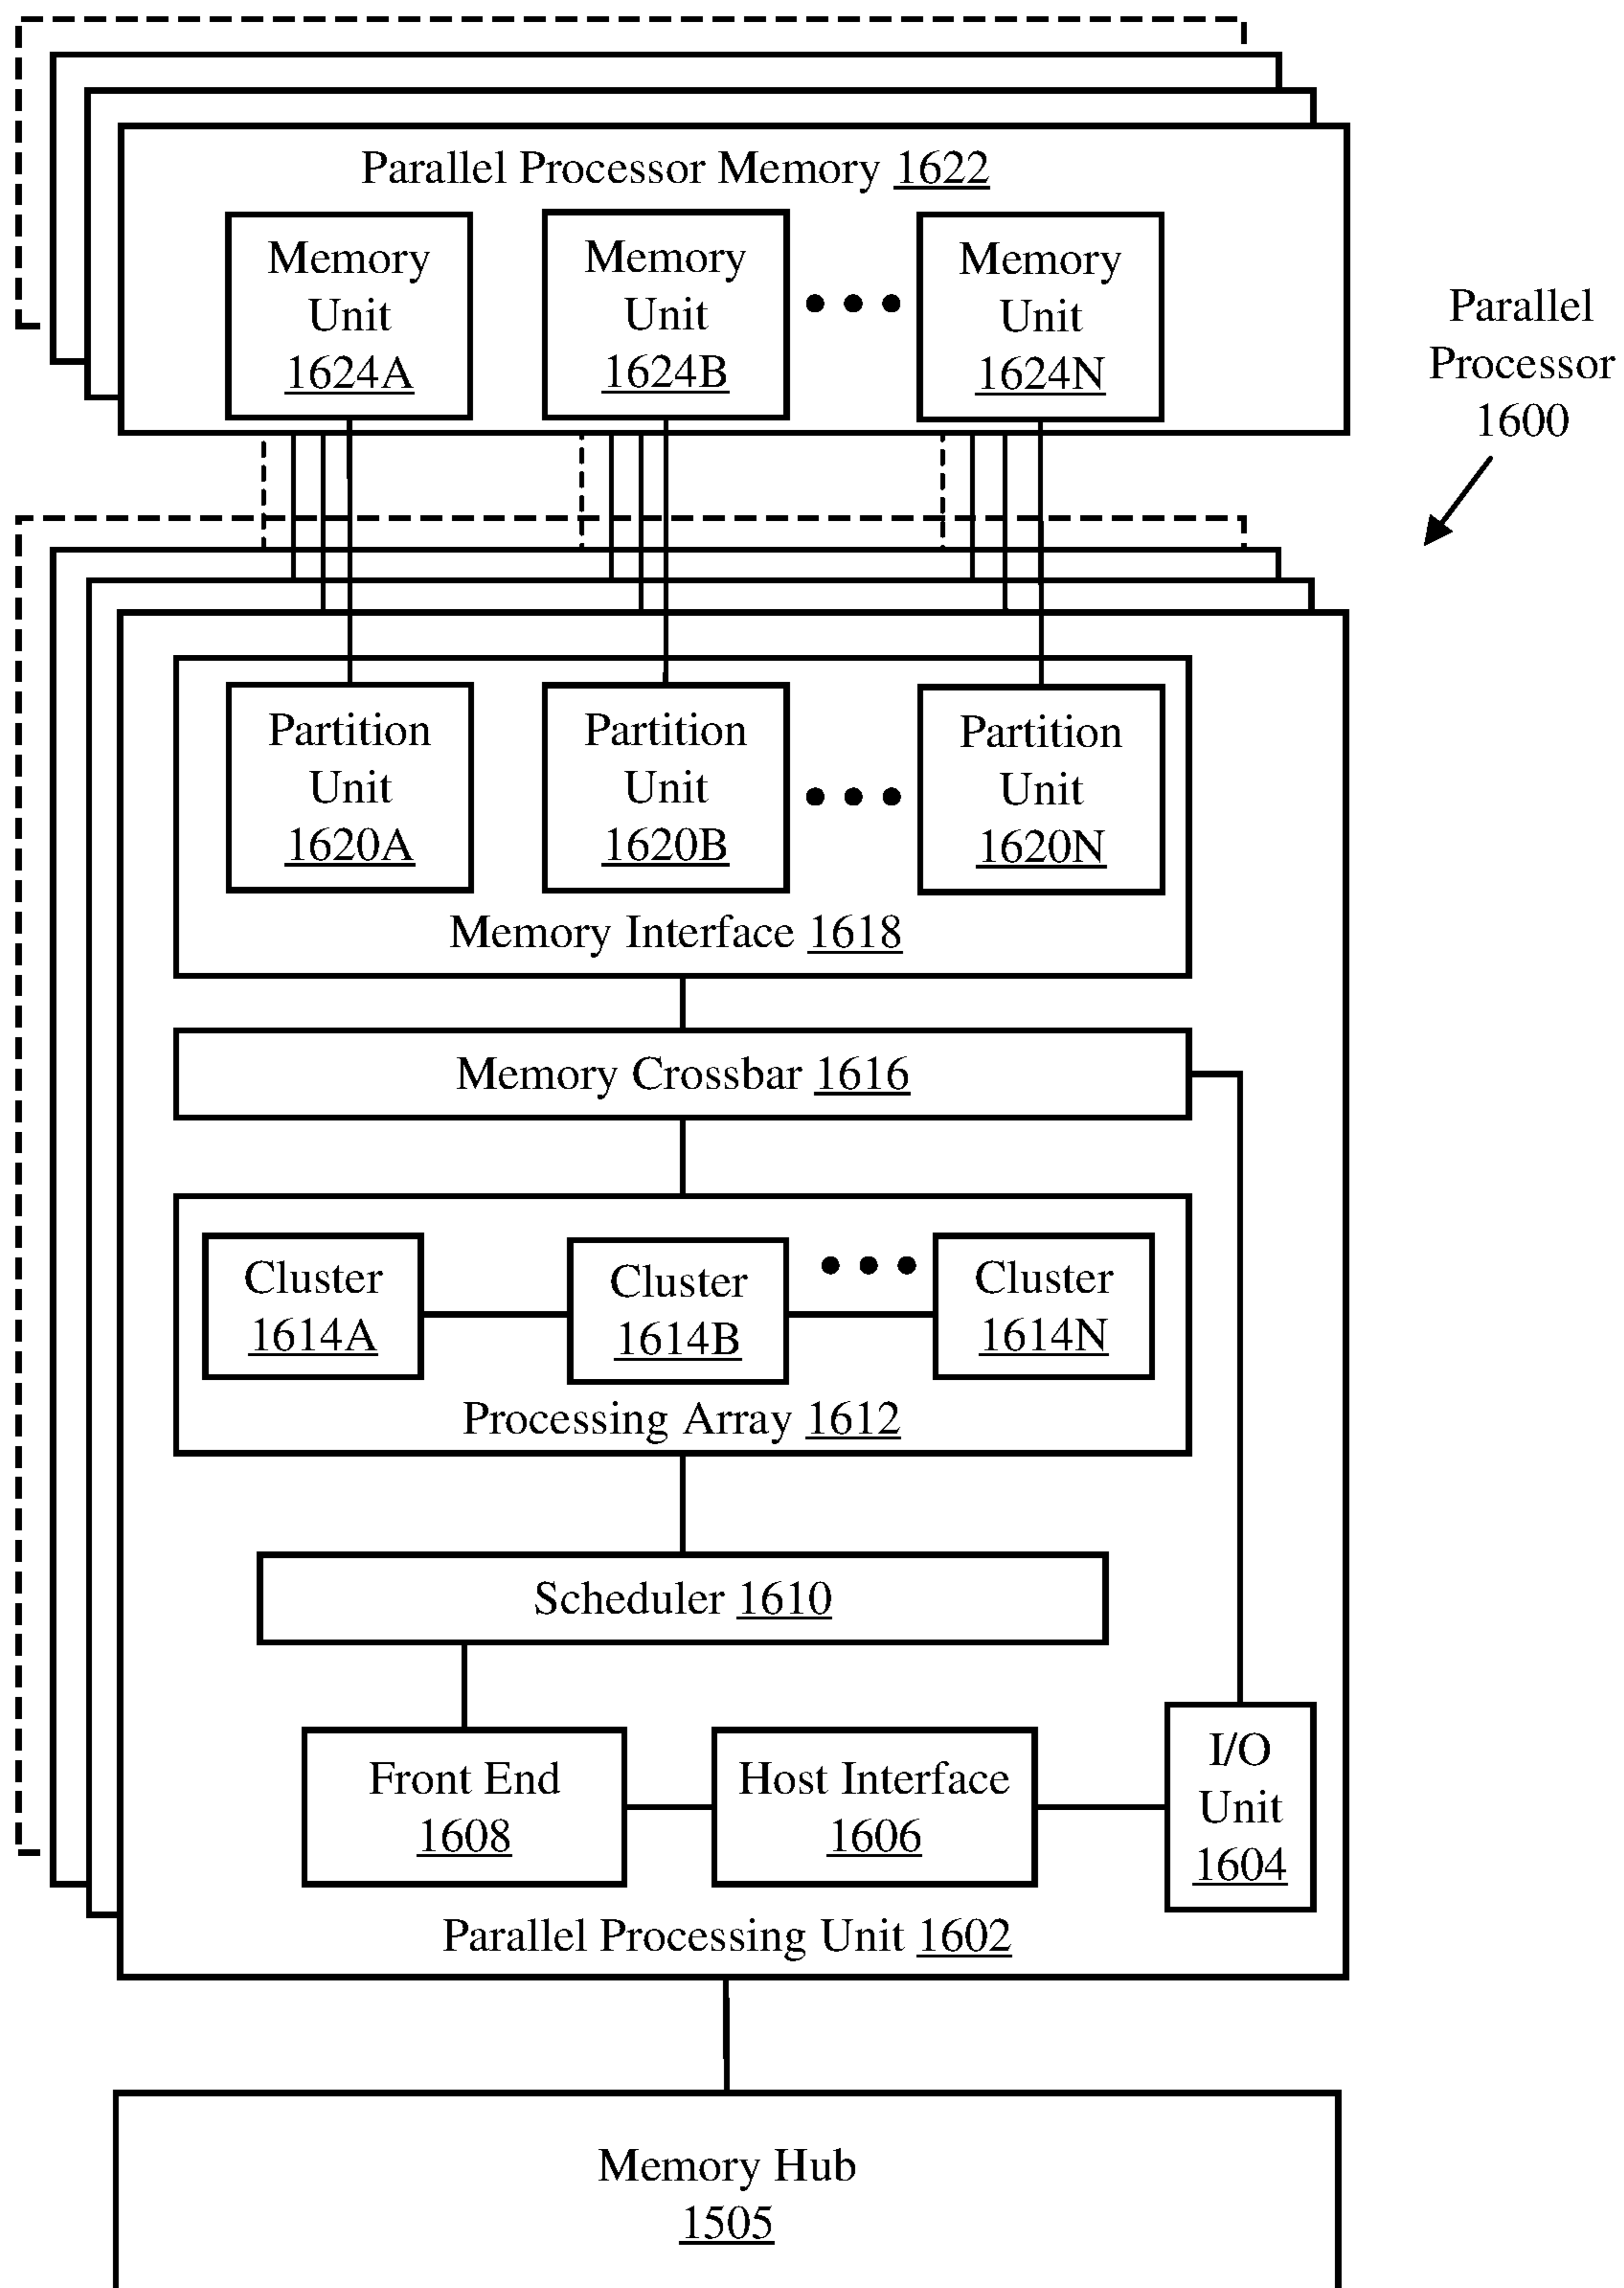 Parallel Processor Memory 1622
Memory
Unit
1624A
Memory
Unit
1624B
Memory
Unit
1624N
Parallel
Processor
1600
Partition
Unit
1620A
Partition
Unit
1620B
Partition
Unit
1620N
Memory Interface 1618
Memory Crossbar 1616
Cluster
1614A
Cluster
1614B
Cluster
1614N
Processing Array 1612
Scheduler 1610
Front End
1608
Host Interface
1606
I/O
Unit
1604
Parallel Processing Unit 1602
Memory Hub
1505